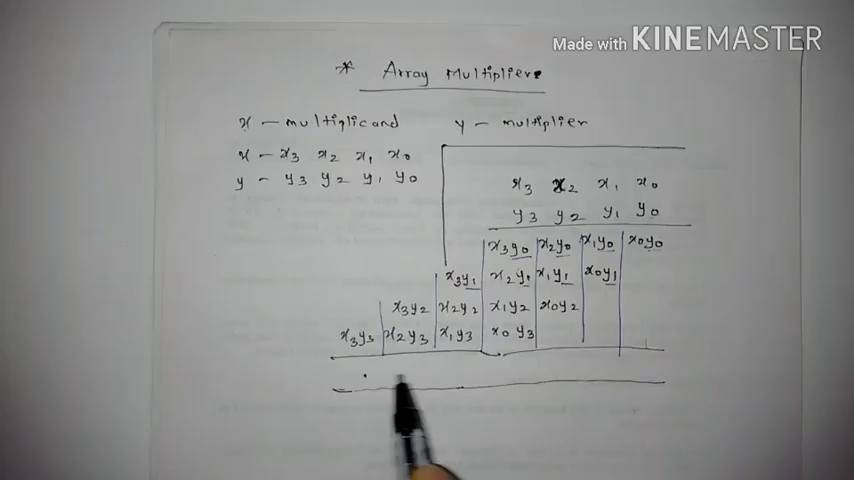 Made with KINEMASTER
* Array Multiplier
x - multiplicand y - multiplier
x - x3 x2 x1 x0
y - y3 y2 y1 y0
x3 x2 x1 x0
y3 y2 y1 y0
x3y0 x2y0 x1y0 x0y0
x3y1 x2y1 x1y1 x0y1
x3y2 x2y2 x1y2 x0y2
x3y3 x2y3 x1y3 x0y3